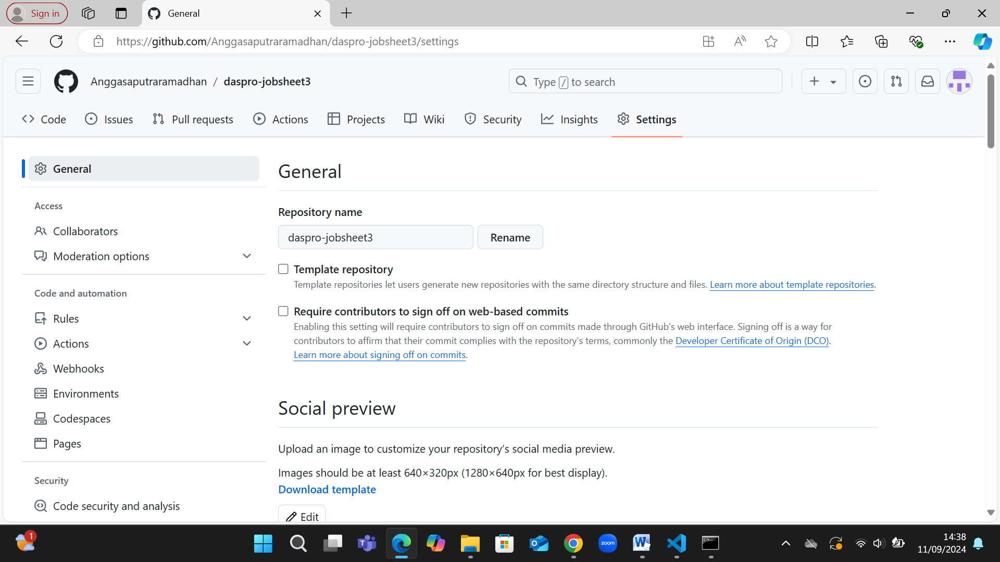 Sign in
General
https://github.com/Anggasaputraramadhan/daspro-jobsheet3/settings
Anggasaputraramadhan / daspro-jobsheet3
Type / to search
Code
Issues
Pull requests
Actions
Projects
Wiki
Security
Insights
Settings
General
Access
Collaborators
Moderation options
Code and automation
Rules
Actions
Webhooks
Environments
Codespaces
Pages
Security
Code security and analysis
General
Repository name
daspro-jobsheet3
Rename
Template repository
Template repositories let users generate new repositories with the same directory structure and files. Learn more about template repositories.
Require contributors to sign off on web-based commits
Enabling this setting will require contributors to sign off on commits made through GitHub’s web interface. Signing off is a way for
contributors to affirm that their commit complies with the repository's terms, commonly the Developer Certificate of Origin (DCO).
Learn more about signing off on commits.
Social preview
Upload an image to customize your repository’s social media preview.
Images should be at least 640×320px (1280×640px for best display).
Download template
Edit
1
zoom
14:38
11/09/2024